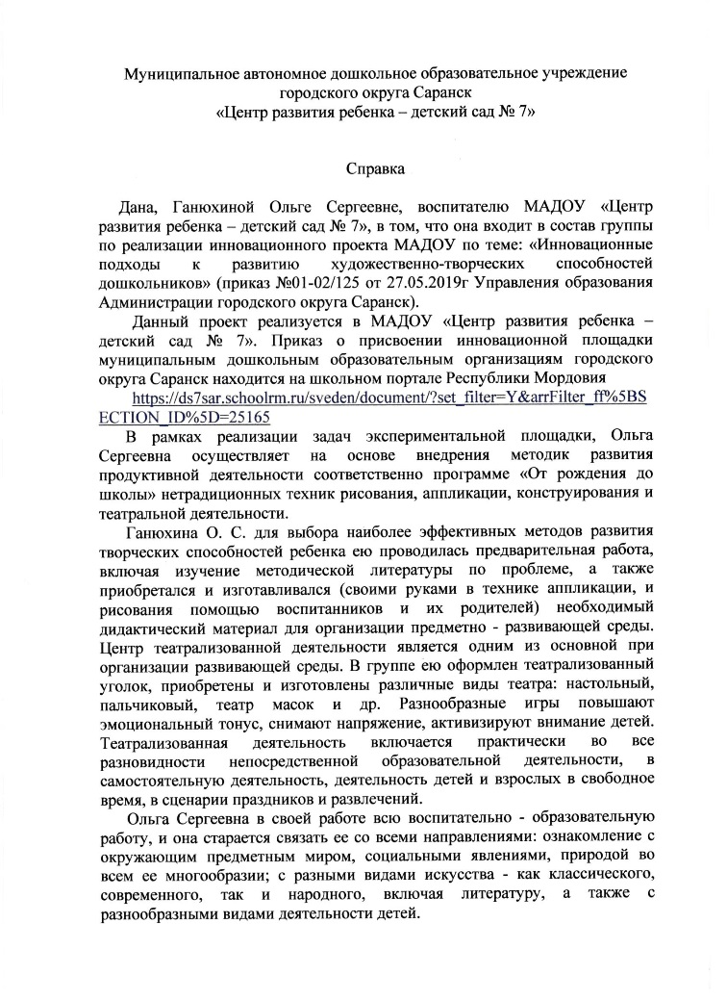 Муниципальное автономное дошкольное образовательное учреждение
городского округа Саранск
«Центр развития ребенка – детский сад № 7»
Справка
Дана, Ганюхиной Ольге Сергеевне, воспитателю МАДОУ «Центр
развития ребенка – детский сад № 7», в том, что она входит в состав группы
по реализации инновационного проекта МАДОУ по теме: «Инновационные
подходы к развитию художественно-творческих способностей
дошкольников» (приказ №01-02/125 от 27.05.2019г Управления образования
Администрации городского округа Саранск).
Данный проект реализуется в МАДОУ «Центр развития ребенка –
детский сад № 7». Приказ о присвоении инновационной площадки
муниципальным дошкольным образовательным организациям городского
округа Саранск находится на школьном портале Республики Мордовия
https://ds7sar.schoolrm.ru/sveden/document/?set_filter=Y&arrFilter_ff%5BS
ECTION_ID%5D=25165
В рамках реализации задач экспериментальной площадки, Ольга
Сергеевна осуществляет на основе внедрения методик развития
продуктивной деятельности соответственно программе «От рождения до
школы» нетрадиционных техник рисования, аппликации, конструирования и
театральной деятельности.
Ганюхина О. С. для выбора наиболее эффективных методов развития
творческих способностей ребенка ею проводилась предварительная работа,
включая изучение методической литературы по проблеме, а также
приобретался и изготавливался (своими руками в технике аппликации, и
рисования помощью воспитанников и их родителей) необходимый
дидактический материал для организации предметно - развивающей среды.
Центр театрализованной деятельности является одним из основной при
организации развивающей среды. В группе ею оформлен театрализованный
уголок, приобретены и изготовлены различные виды театра: настольный,
пальчиковый, театр масок и др. Разнообразные игры повышают
эмоциональный тонус, снимают напряжение, активизируют внимание детей.
Театрализованная деятельность включается практически во все
разновидности непосредственной образовательной деятельности, в
самостоятельную деятельность, деятельность детей и взрослых в свободное
время, в сценарии праздников и развлечений.
Ольга Сергеевна в своей работе всю воспитательно - образовательную
работу, и она старается связать ее со всеми направлениями: ознакомление с
окружающим предметным миром, социальными явлениями, природой во
всем ее многообразии; с разными видами искусства - как классического,
современного, так и народного, включая литературу, а также с
разнообразными видами деятельности детей.